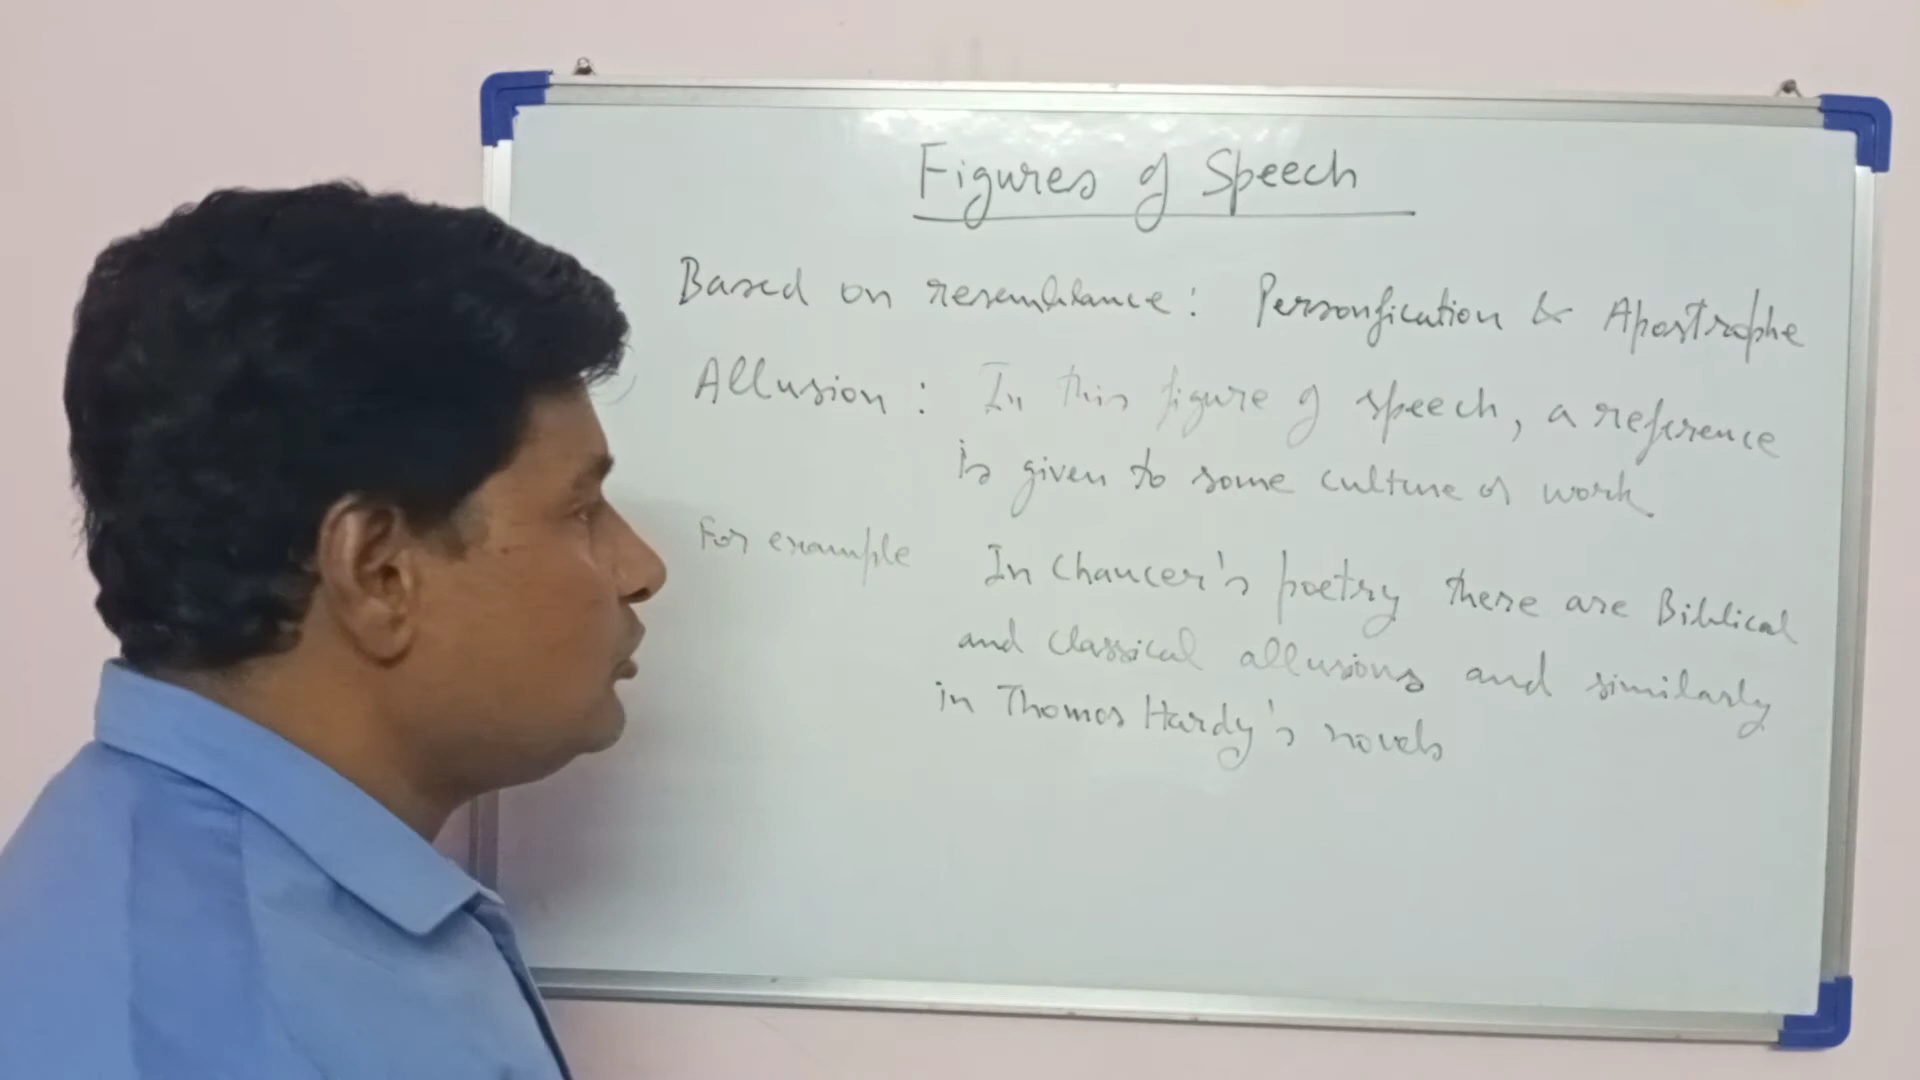 Figures of Speech
Based on resemblance: Personfication & Apostrophe
Allusion: In this figure of speech, a reference
is given to some culture or work
For example In Chaucer's poetry there are Biblical
and classical allusions and similarly
in Thomas Hardy's novels